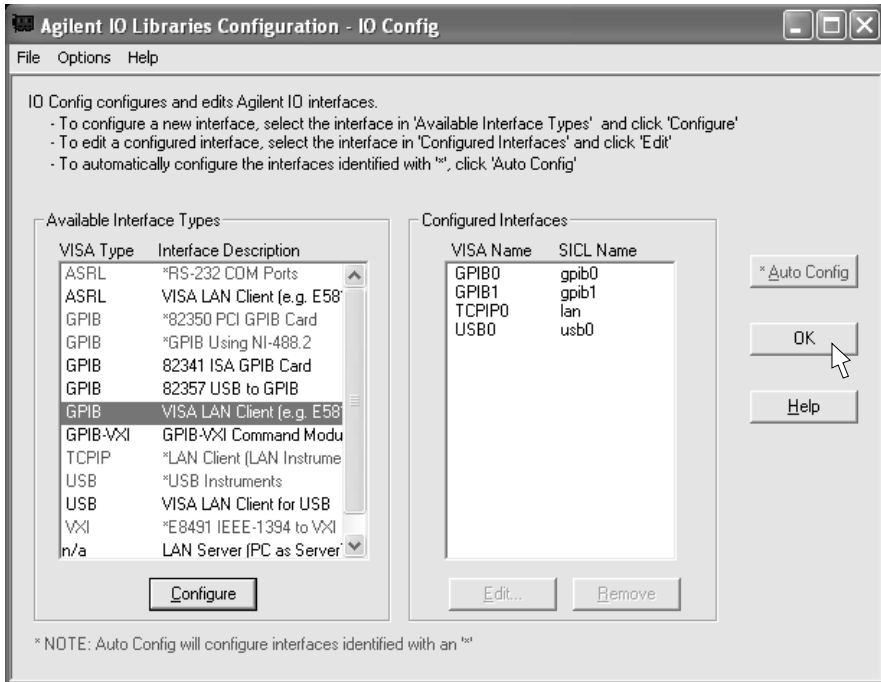 Agilent IO Libraries Configuration - IO Config
File Options Help
IO Config configures and edits Agilent IO interfaces.
- To configure a new interface, select the interface in 'Available Interface Types' and click 'Configure'
- To edit a configured interface, select the interface in 'Configured Interfaces' and click 'Edit'
- To automatically configure the interfaces identified with '*', click 'Auto Config'
Available Interface Types
VISA Type Interface Description
ASRL *RS-232 COM Ports
ASRL VISA LAN Client (e.g. E58
GPIB *82350 PCI GPIB Card
GPIB *GPIB Using NI-488.2
GPIB 82341 ISA GPIB Card
GPIB 82357 USB to GPIB
GPIB VISA LAN Client (e.g. E58
GPIB-VXI GPIB-VXI Command Modu
TCPIP *LAN Client (LAN Instrume
USB *USB Instruments
USB VISA LAN Client for USB
VXI *E8491 IEEE-1394 to VXI
n/a LAN Server (PC as Server
Configure
Configured Interfaces
VISA Name SICL Name
GPIB0 gpib0
GPIB1 gpib1
TCPIP0 lan
USB0 usb0
Edit... Remove
* Auto Config
OK
Help
* NOTE: Auto Config will configure interfaces identified with an '*'